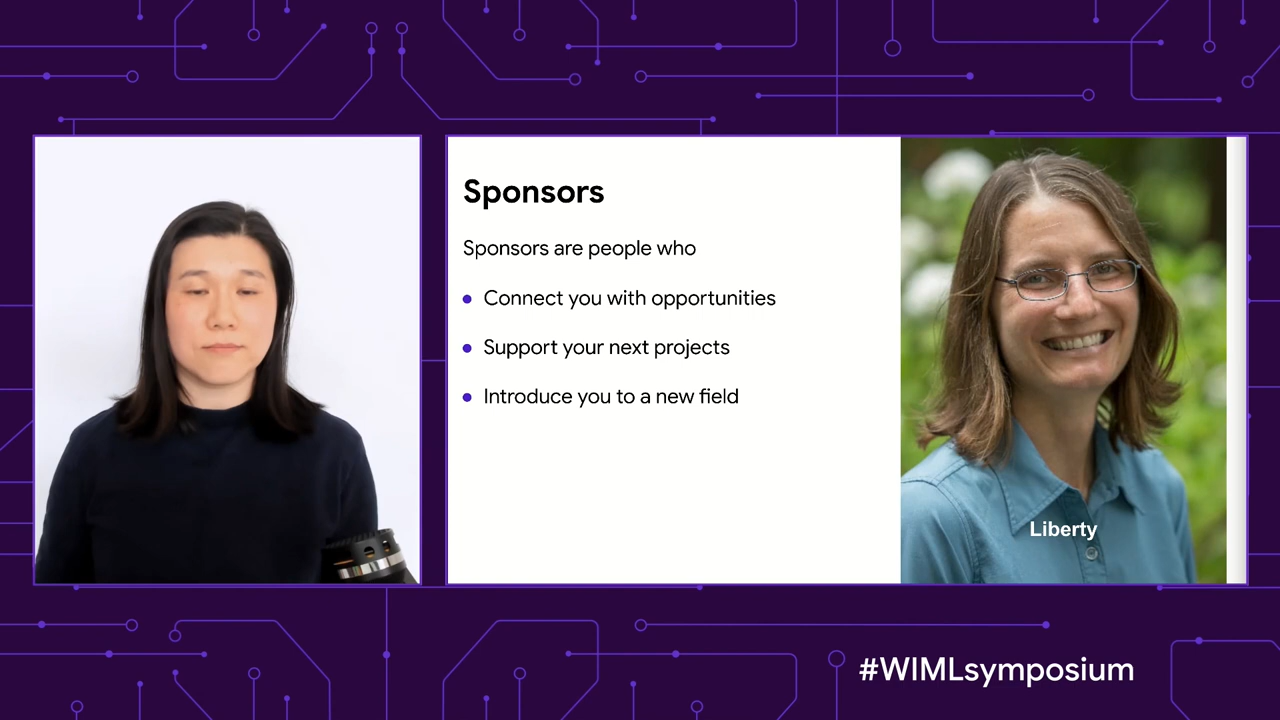 Sponsors
Sponsors are people who
Connect you with opportunities
Support your next projects
Introduce you to a new field
Liberty
#WIMLsymposium